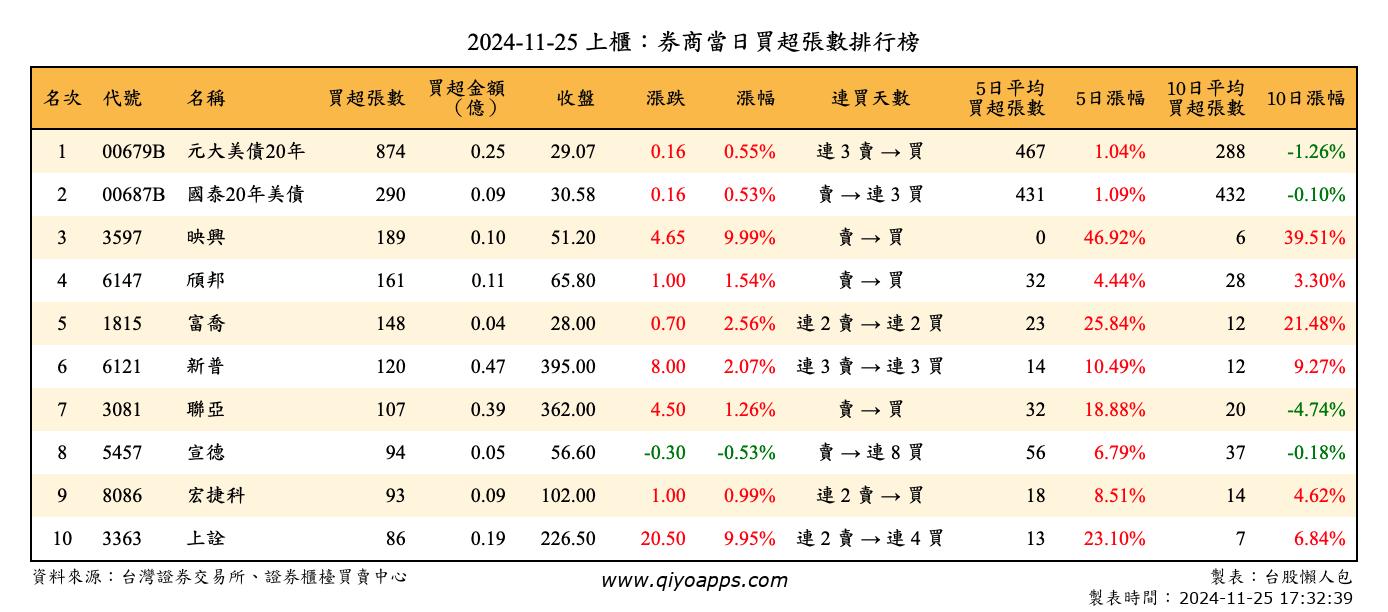 2024-11-25 上櫃：券商當日買超張數排行榜
名次 代號 名稱 買超張數 買超金額（億） 收盤 漲跌 漲幅 連買天數 5日平均買超張數 5日漲幅 10日平均買超張數 10日漲幅
1 00679B 元大美債20年 874 0.25 29.07 0.16 0.55% 連 3 賣 → 買 467 1.04% 288 -1.26%
2 00687B 國泰20年美債 290 0.09 30.58 0.16 0.53% 賣 → 連 3 買 431 1.09% 432 -0.10%
3 3597 映興 189 0.10 51.20 4.65 9.99% 賣 → 買 0 46.92% 6 39.51%
4 6147 頎邦 161 0.11 65.80 1.00 1.54% 賣 → 買 32 4.44% 28 3.30%
5 1815 富喬 148 0.04 28.00 0.70 2.56% 連 2 賣 → 連 2 買 23 25.84% 12 21.48%
6 6121 新普 120 0.47 395.00 8.00 2.07% 連 3 賣 → 連 3 買 14 10.49% 12 9.27%
7 3081 聯亞 107 0.39 362.00 4.50 1.26% 賣 → 買 32 18.88% 20 -4.74%
8 5457 宣德 94 0.05 56.60 -0.30 -0.53% 賣 → 連 8 買 56 6.79% 37 -0.18%
9 8086 宏捷科 93 0.09 102.00 1.00 0.99% 連 2 賣 → 買 18 8.51% 14 4.62%
10 3363 上詮 86 0.19 226.50 20.50 9.95% 連 2 賣 → 連 4 買 13 23.10% 7 6.84%
資料來源：台灣證券交易所、證券櫃檯買賣中心 www.qiyoapps.com 製表：台股懶人包
製表時間：2024-11-25 17:32:39